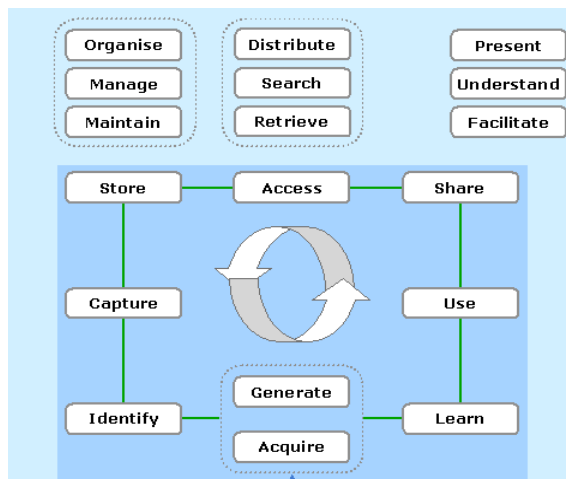 Organise
Distribute
Present
Manage
Search
Understand
Maintain
Retrieve
Facilitate
Store
Access
Share
Capture
Use
Generate
Identify
Learn
Acquire